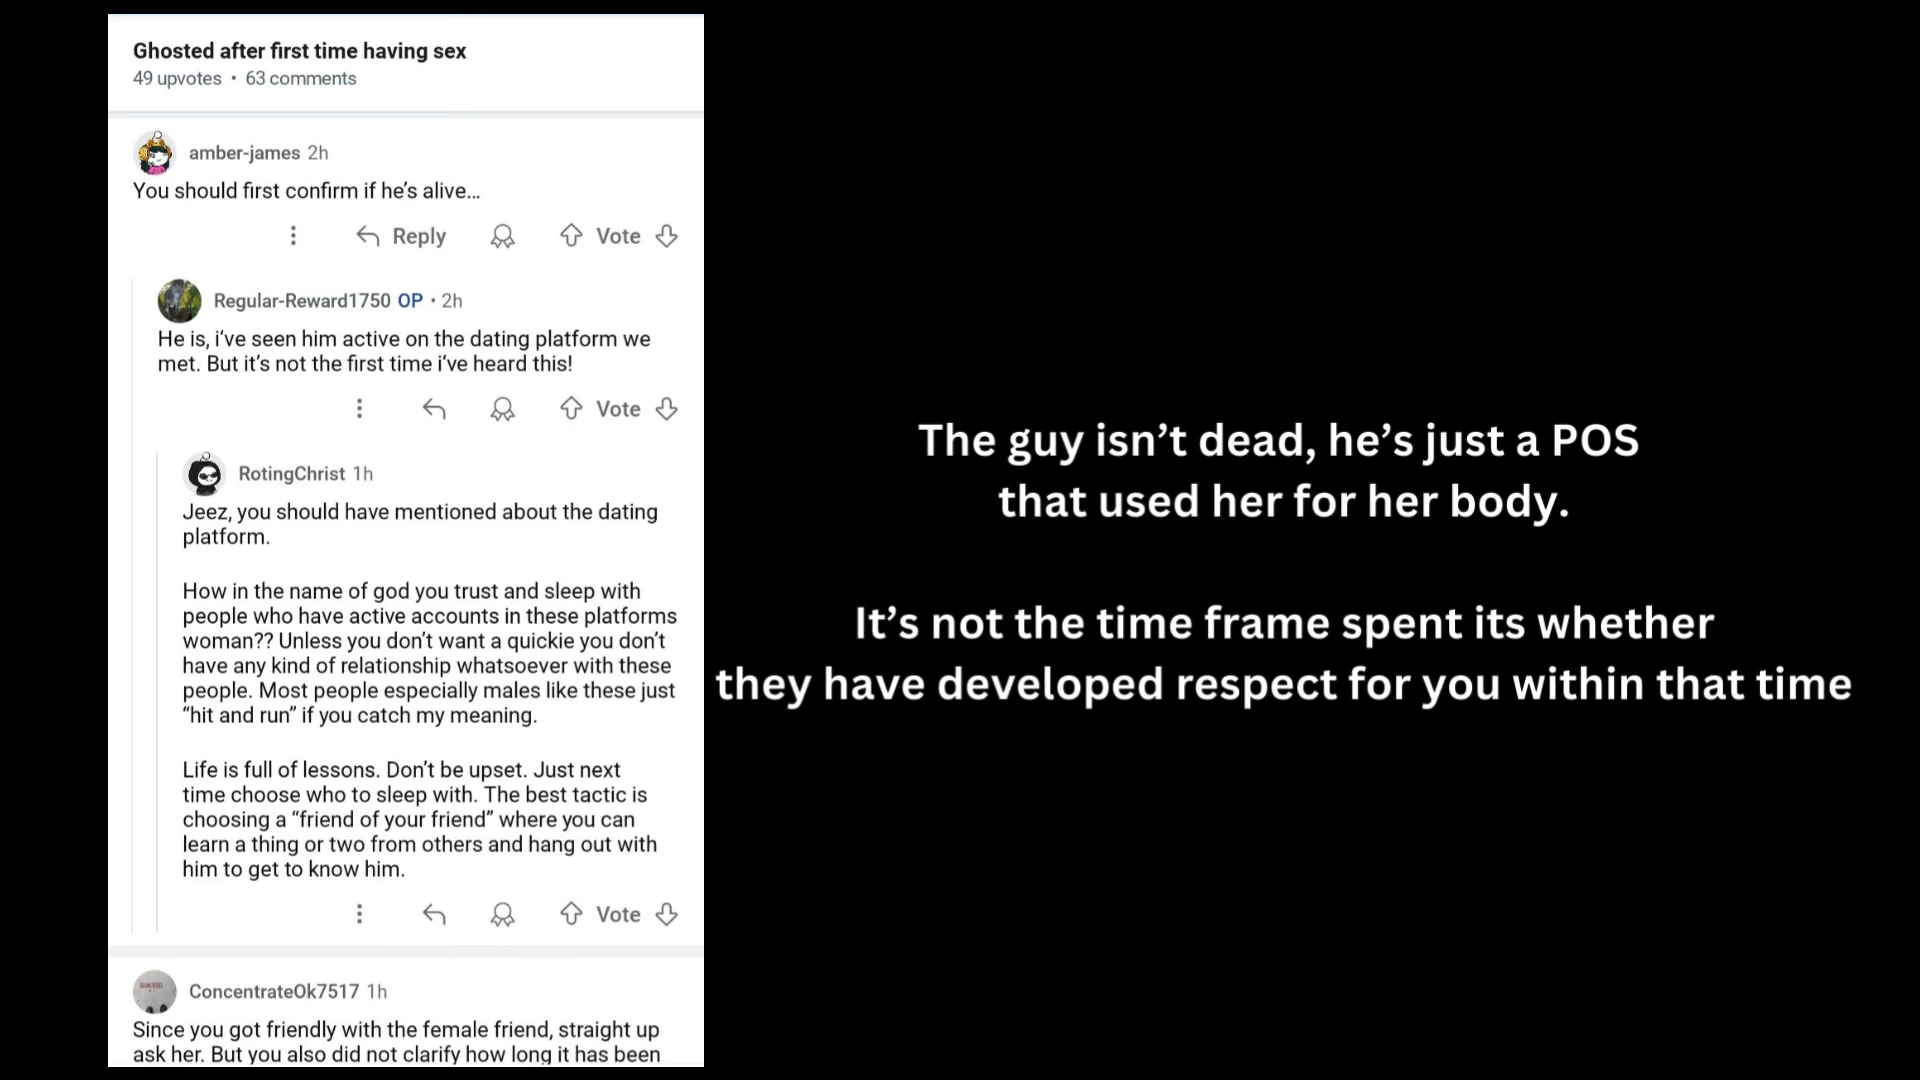 Ghosted after first time having sex
49 upvotes • 63 comments
amber-james 2h
You should first confirm if he’s alive…
Reply
Vote
Regular-Reward1750 OP • 2h
He is, i‘ve seen him active on the dating platform we
met. But it’s not the first time i‘ve heard this!
Vote
RotingChrist 1h
Jeez, you should have mentioned about the dating
platform.
How in the name of god you trust and sleep with
people who have active accounts in these platforms
woman?? Unless you don’t want a quickie you don’t
have any kind of relationship whatsoever with these
people. Most people especially males like these just
“hit and run” if you catch my meaning.
Life is full of lessons. Don’t be upset. Just next
time choose who to sleep with. The best tactic is
choosing a “friend of your friend” where you can
learn a thing or two from others and hang out with
him to get to know him.
Vote
ConcentrateOk7517 1h
Since you got friendly with the female friend, straight up
ask her. But you also did not clarify how long it has been
The guy isn’t dead, he’s just a POS
that used her for her body.
It’s not the time frame spent its whether
they have developed respect for you within that time